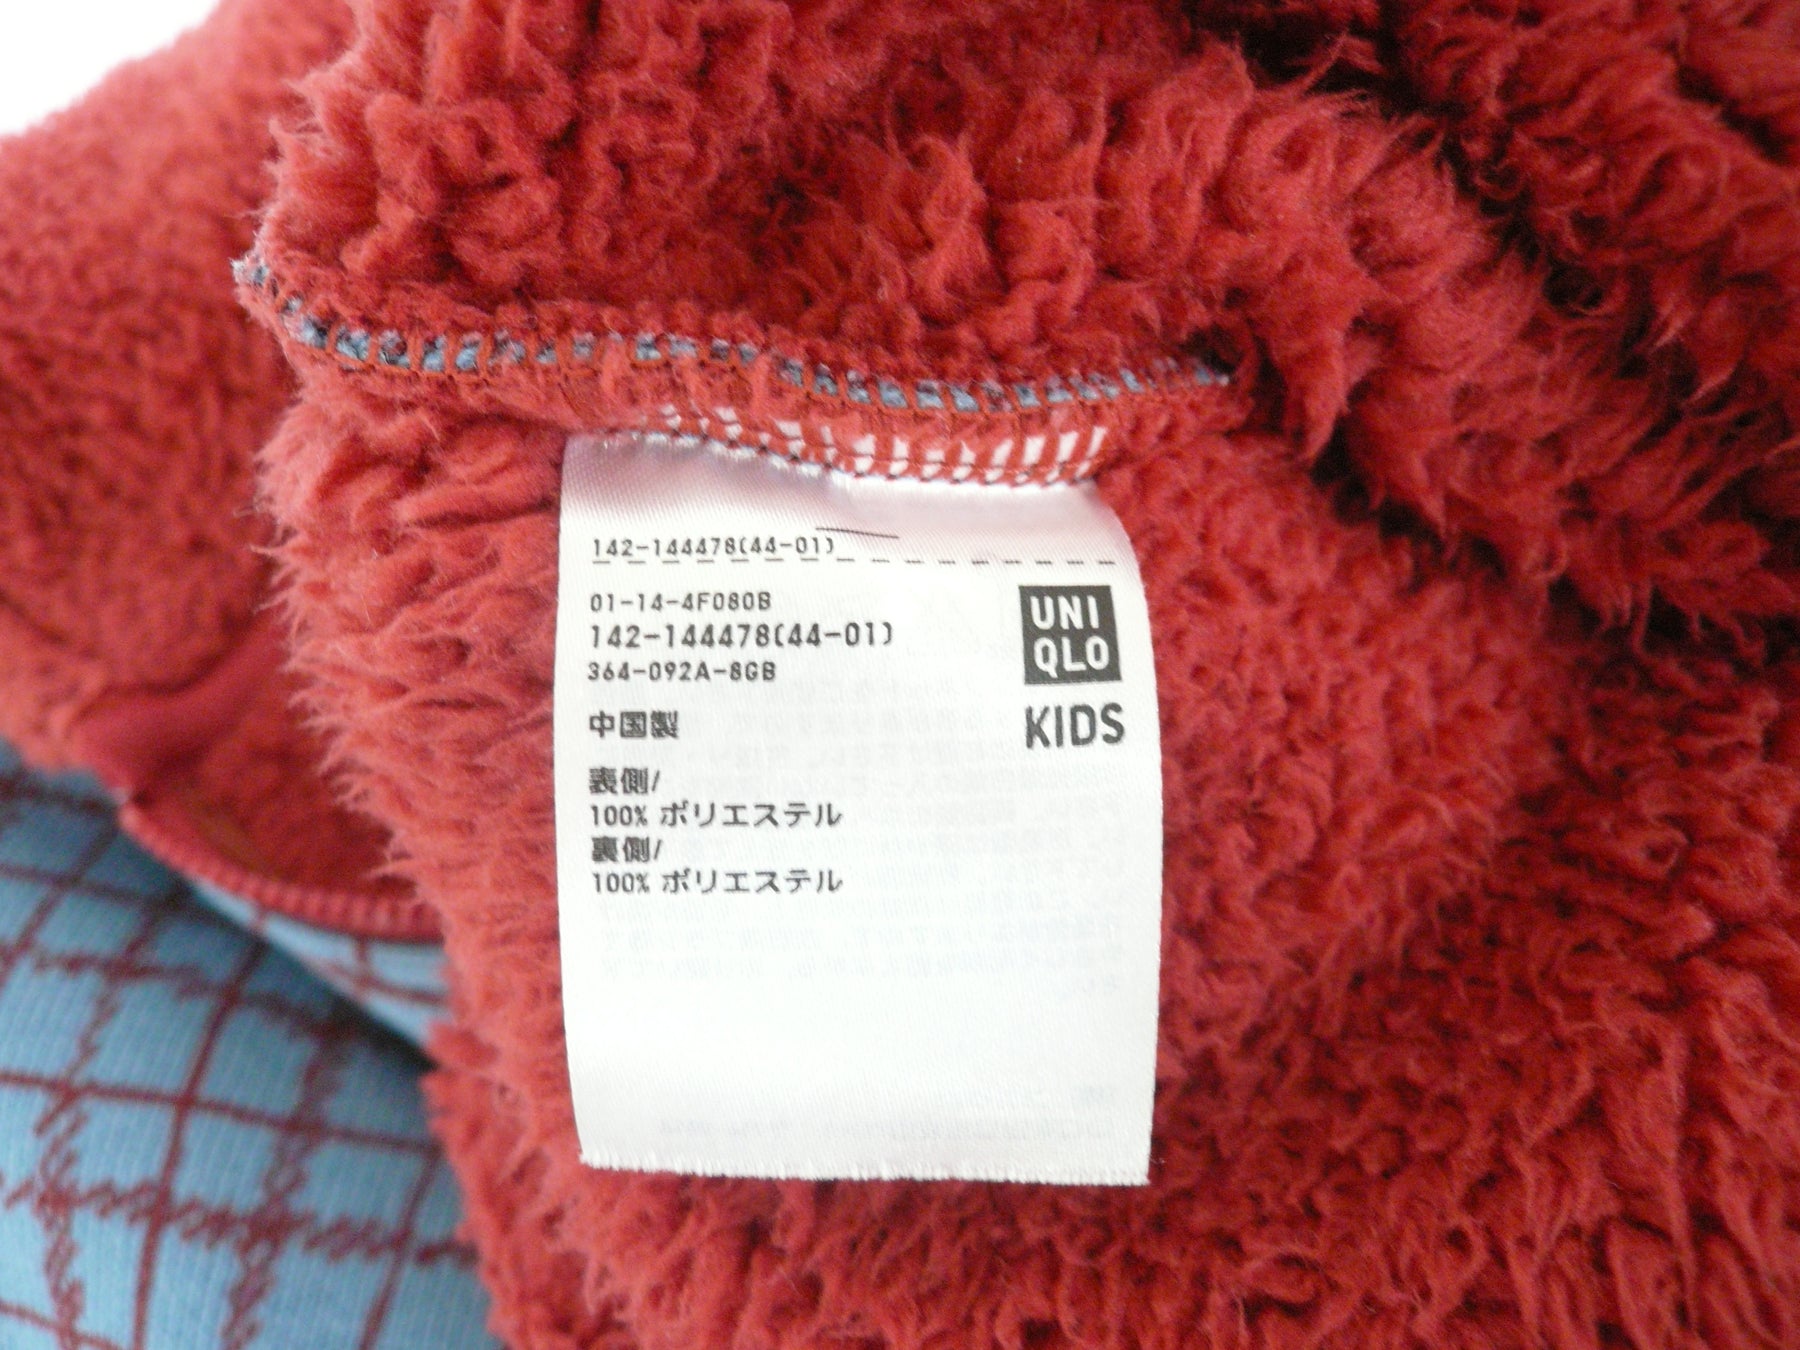 142-144478(44-01)
01-14-4F080B
142-144478(44-01)
364-092A-8GB
UNI
QLO
KIDS
中国製
表側/
100% ポリエステル
裏側/
100% ポリエステル